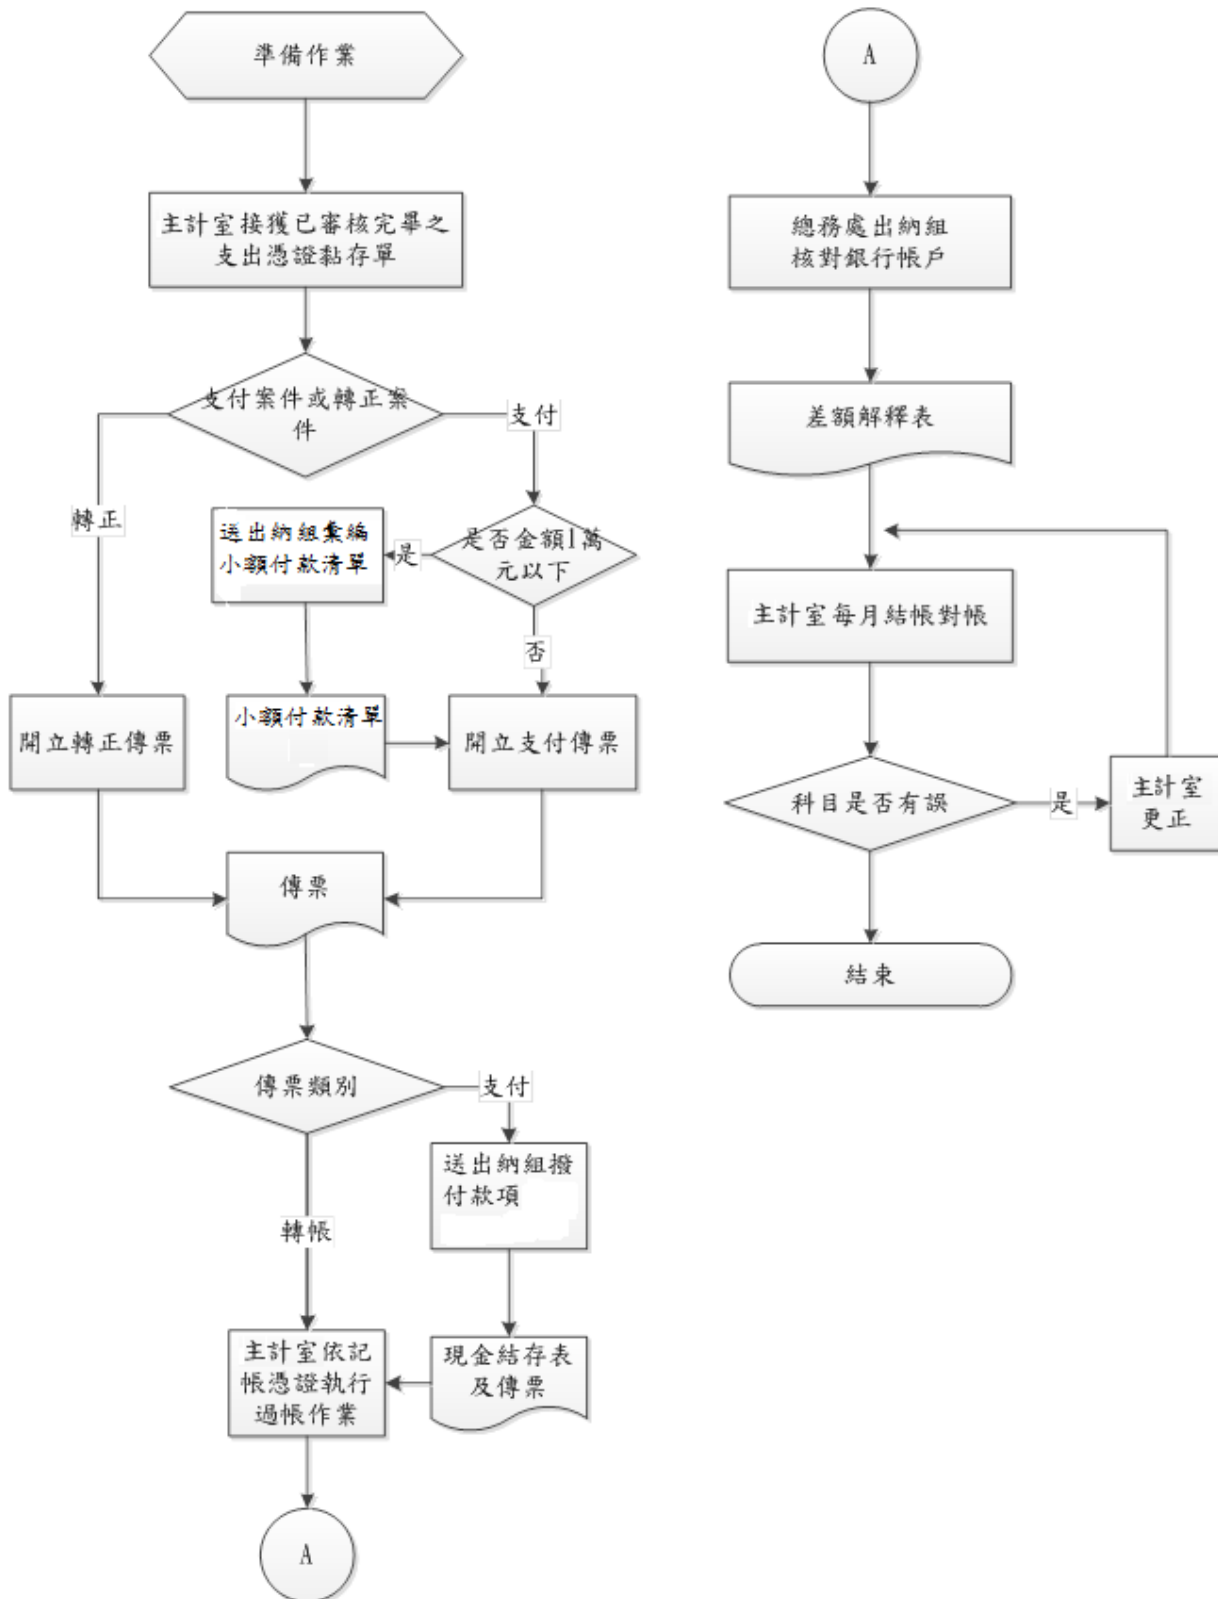 準備作業
主計室接獲已審核完畢之
支出憑證黏存單
支付案件或轉正案
件
支付
轉正
是否金額1萬
元以下
是
送出納組彙編
小額付款清單
否
小額付款清單
開立轉正傳票
開立支付傳票
傳票
傳票類別
支付
送出納組撥
付款項
轉帳
現金結存表
及傳票
主計室依記
帳憑證執行
過帳作業
A
A
總務處出納組
核對銀行帳戶
差額解釋表
主計室每月結帳對帳
科目是否有誤
是
主計室
更正
結束